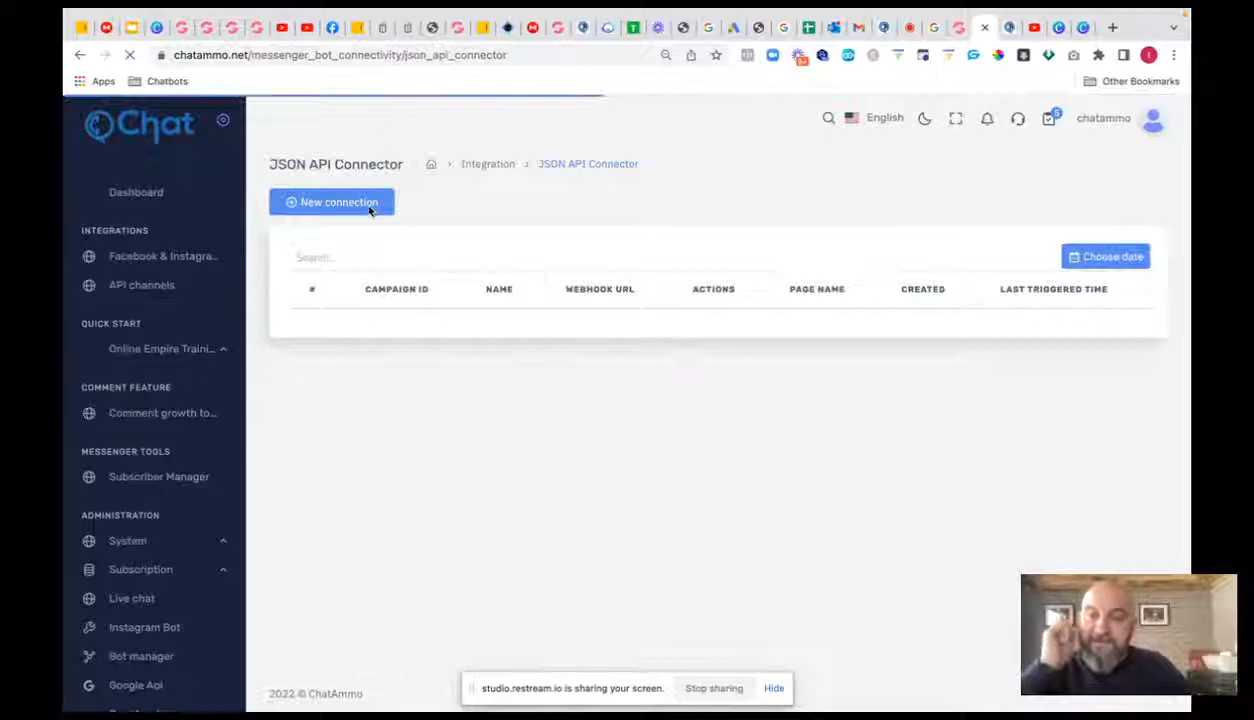 chatammo.net/messenger_bot_connectivity/json_api_connector
Apps
Chatbots
Other Bookmarks
Chat
English
5
chatammo
JSON API Connector
Integration
JSON API Connector
New connection
Search...
Choose date
#
CAMPAIGN ID
NAME
WEBHOOK URL
ACTIONS
PAGE NAME
CREATED
LAST TRIGGERED TIME
Dashboard
INTEGRATIONS
Facebook & Instagra...
API channels
QUICK START
Online Empire Traini...
COMMENT FEATURE
Comment growth to...
MESSENGER TOOLS
Subscriber Manager
ADMINISTRATION
System
Subscription
Live chat
Instagram Bot
Bot manager
Google Api
2022 © ChatAmmo
studio.restream.io is sharing your screen.
Stop sharing
Hide